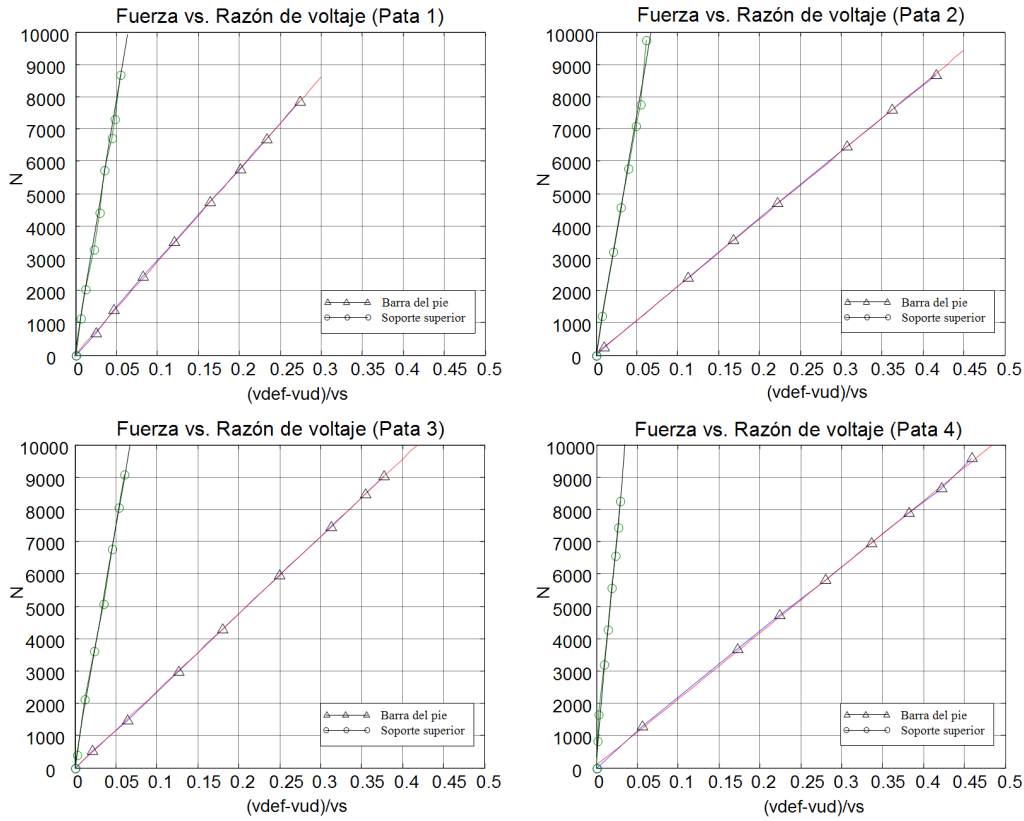 Fuerza vs. Razón de voltaje (Pata 1)
10000
9000
8000
7000
6000
5000
4000
3000
2000
1000
0
N
Barra del pie
Soporte superior
0 0.05 0.1 0.15 0.2 0.25 0.3 0.35 0.4 0.45 0.5
(vdef-vud)/vs
Fuerza vs. Razón de voltaje (Pata 2)
10000
9000
8000
7000
6000
5000
4000
3000
2000
1000
0
N
Barra del pie
Soporte superior
0 0.05 0.1 0.15 0.2 0.25 0.3 0.35 0.4 0.45 0.5
(vdef-vud)/vs
Fuerza vs. Razón de voltaje (Pata 3)
10000
9000
8000
7000
6000
5000
4000
3000
2000
1000
0
N
Barra del pie
Soporte superior
0 0.05 0.1 0.15 0.2 0.25 0.3 0.35 0.4 0.45 0.5
(vdef-vud)/vs
Fuerza vs. Razón de voltaje (Pata 4)
10000
9000
8000
7000
6000
5000
4000
3000
2000
1000
0
N
Barra del pie
Soporte superior
0 0.05 0.1 0.15 0.2 0.25 0.3 0.35 0.4 0.45 0.5
(vdef-vud)/vs